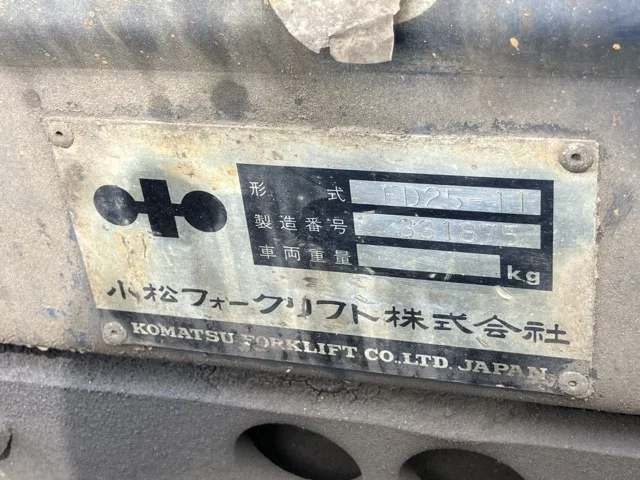 形式 FD25-11
製造番号 331875
車両重量 kg
小松フォークリフト株式会社
KOMATSU FORKLIFT CO.,LTD. JAPAN